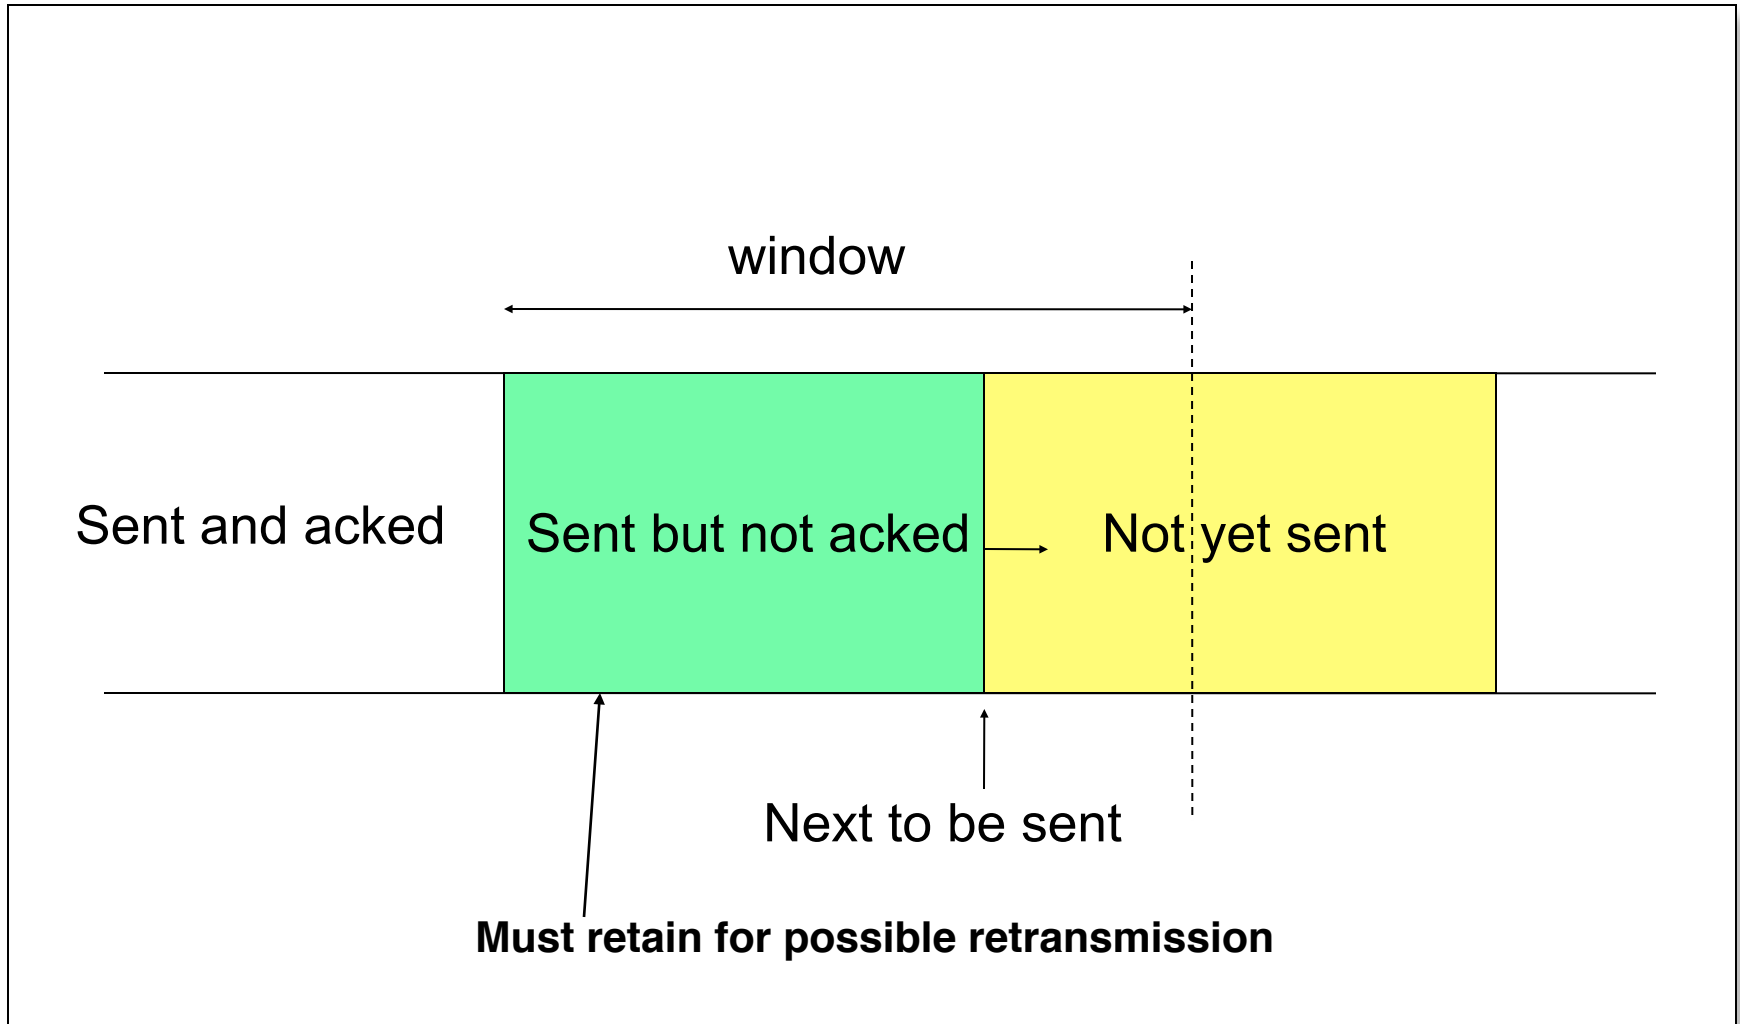 window
Sent and acked
Sent but not acked
Not yet sent
Next to be sent
Must retain for possible retransmission